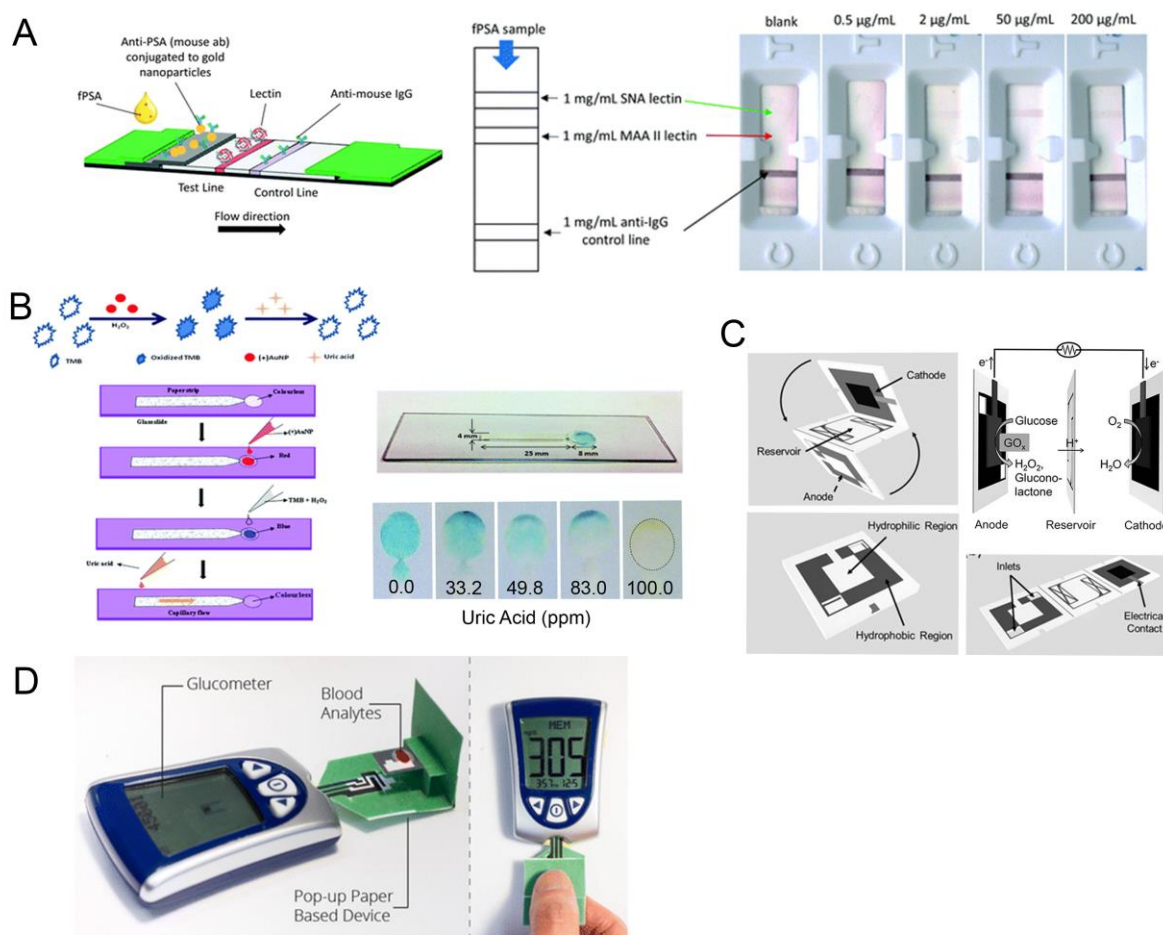 A
Anti-PSA (mouse ab)
conjugated to gold
nanoparticles
fPSA
Lectin
Anti-mouse IgG
Test Line
Control Line
Flow direction
fPSA sample
1 mg/mL SNA lectin
1 mg/mL MAA II lectin
1 mg/mL anti-IgG
control line
blank
0.5 µg/mL
2 µg/mL
50 µg/mL
200 µg/mL
T
T
T
T
T
C
C
C
C
C
B
H₂O₂
TMB
Oxidized TMB
(+)AuNP
Uric acid
Paper strip
Colourless
Glass slide
(+)AuNP
Red
TMB + H₂O₂
Blue
Uric acid
Colourless
Capillary flow
4 mm
25 mm
8 mm
0.0
33.2
49.8
83.0
100.0
Uric Acid (ppm)
C
Cathode
Reservoir
Anode
e-
e-
Glucose
GOx
H₂O₂,
Glucono-
lactone
H+
O₂
H₂O
Anode
Reservoir
Cathode
Hydrophilic Region
Hydrophobic Region
Inlets
Electrical
Contact
D
Glucometer
Blood
Analytes
Pop-up Paper
Based Device
MEM
mg/dL
305